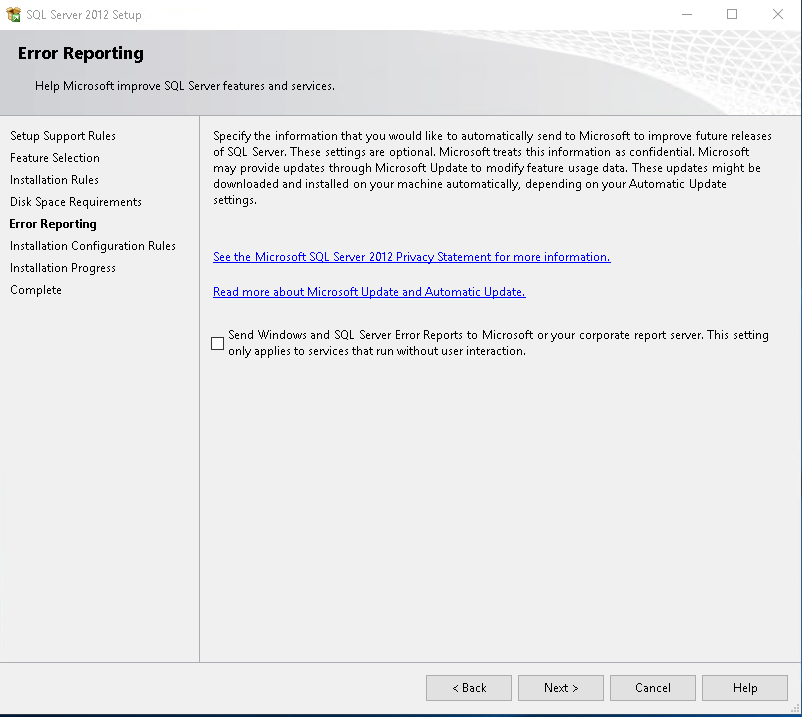 SQL Server 2012 Setup
Error Reporting
Help Microsoft improve SQL Server features and services.
Setup Support Rules
Feature Selection
Installation Rules
Disk Space Requirements
Error Reporting
Installation Configuration Rules
Installation Progress
Complete
Specify the information that you would like to automatically send to Microsoft to improve future releases
of SQL Server. These settings are optional. Microsoft treats this information as confidential. Microsoft
may provide updates through Microsoft Update to modify feature usage data. These updates might be
downloaded and installed on your machine automatically, depending on your Automatic Update
settings.
See the Microsoft SQL Server 2012 Privacy Statement for more information.
Read more about Microsoft Update and Automatic Update.
Send Windows and SQL Server Error Reports to Microsoft or your corporate report server. This setting
only applies to services that run without user interaction.
< Back
Next >
Cancel
Help